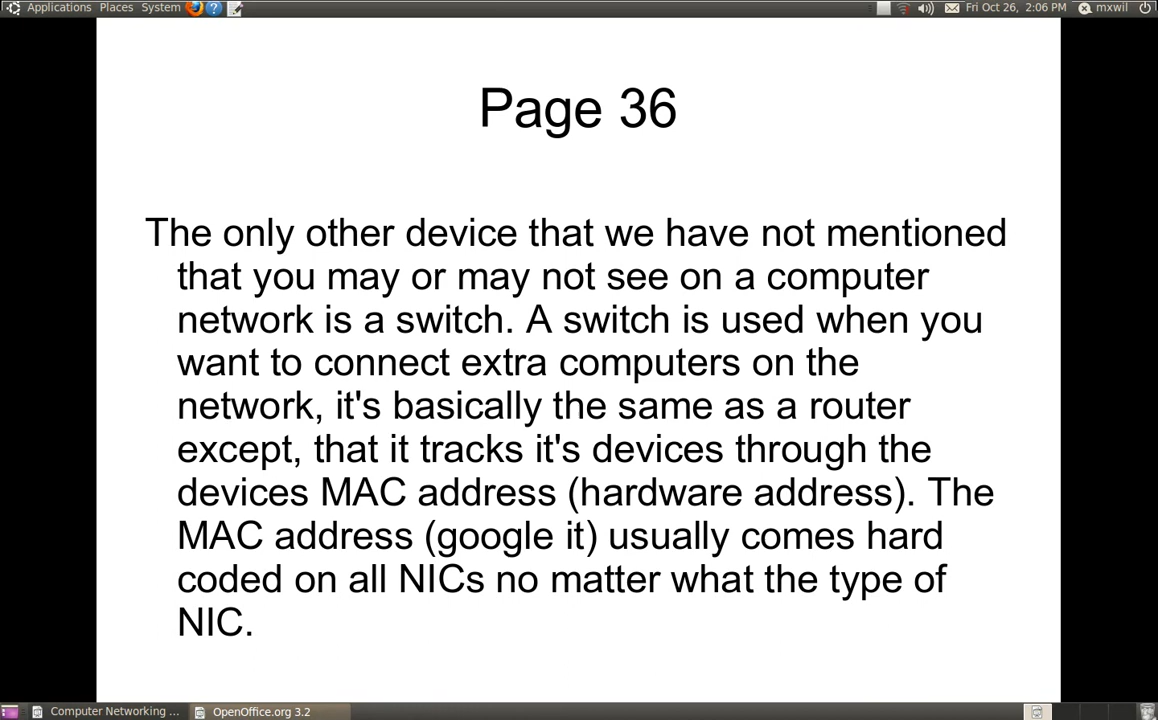 Applications Places System
Fri Oct 26, 2:06 PM mxwil
Page 36
The only other device that we have not mentioned
that you may or may not see on a computer
network is a switch. A switch is used when you
want to connect extra computers on the
network, it's basically the same as a router
except, that it tracks it's devices through the
devices MAC address (hardware address). The
MAC address (google it) usually comes hard
coded on all NICs no matter what the type of
NIC.
Computer Networking ... OpenOffice.org 3.2